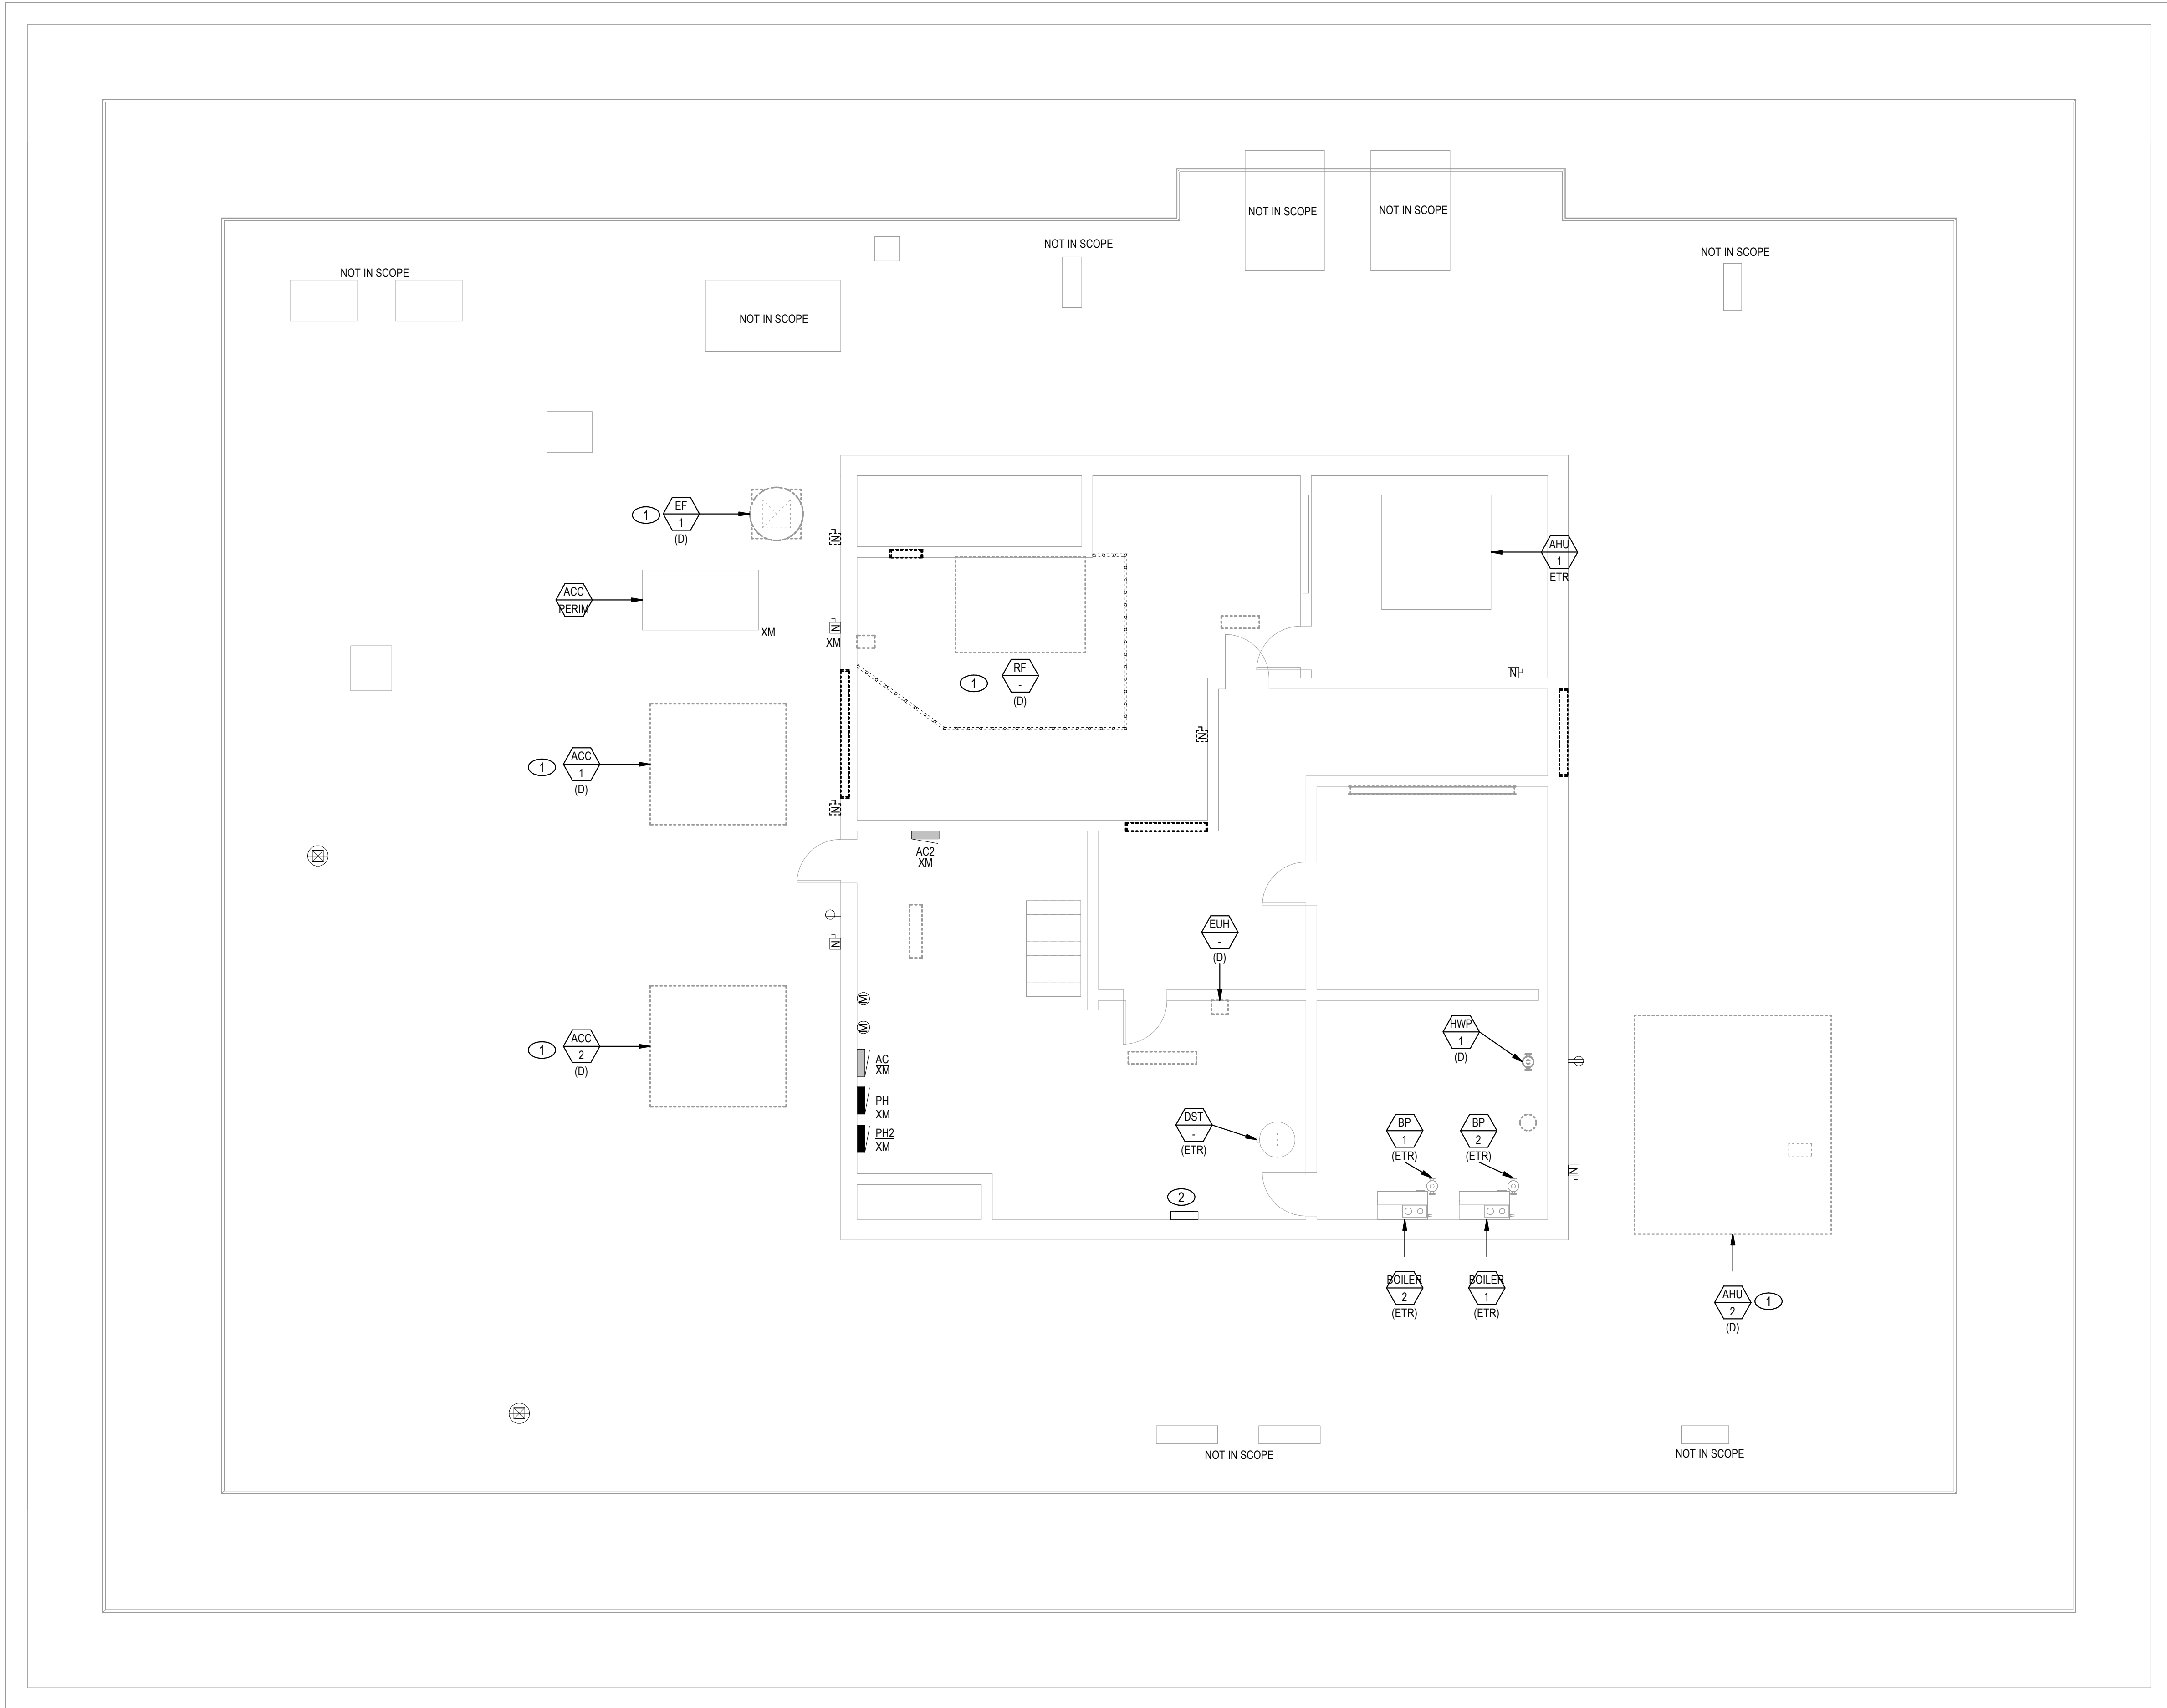 NOT IN SCOPE
NOT IN SCOPE
NOT IN SCOPE
NOT IN SCOPE
NOT IN SCOPE
NOT IN SCOPE
1
EF
1
(D)
N
AHU
1
ETR
ACC
PERIM
XM
N
XM
RF
-
(D)
1
N
N
1
ACC
1
(D)
N
AC2
XM
EUH
-
(D)
N
M
M
1
ACC
2
(D)
HWP
1
(D)
AC
XM
PH
XM
PH2
XM
DST
-
(ETR)
BP
1
(ETR)
BP
2
(ETR)
N
2
BOILER
2
(ETR)
BOILER
1
(ETR)
AHU
2
(D)
1
NOT IN SCOPE
NOT IN SCOPE